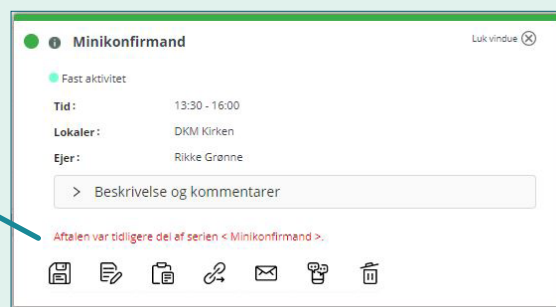 Minikonfirmand
Luk vindue
Fast aktivitet
Tid: 13:30 - 16:00
Lokaler: DKM Kirken
Ejer: Rikke Grønne
> Beskrivelse og kommentarer
Aftalen var tidligere del af serien < Minikonfirmand >.